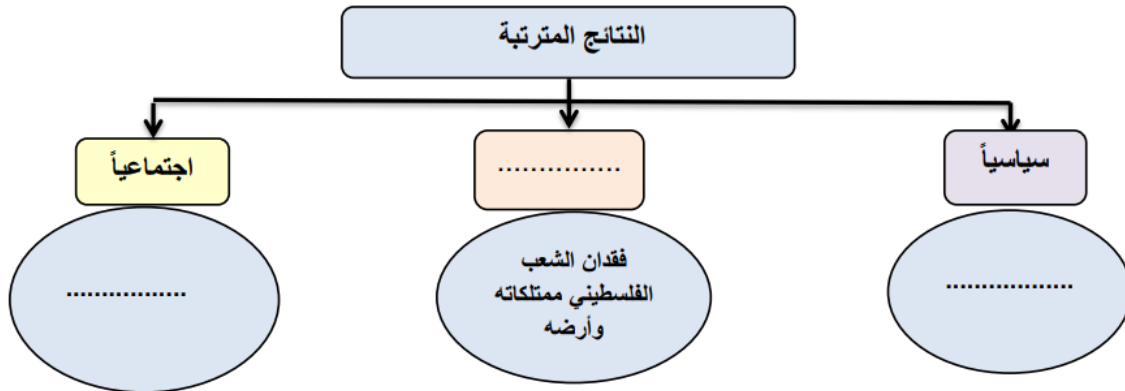 النتائج المترتبة
سياسياً
...............
اجتماعياً
..................
فقدان الشعب
الفلسطيني ممتلكاته
وأرضه
.................